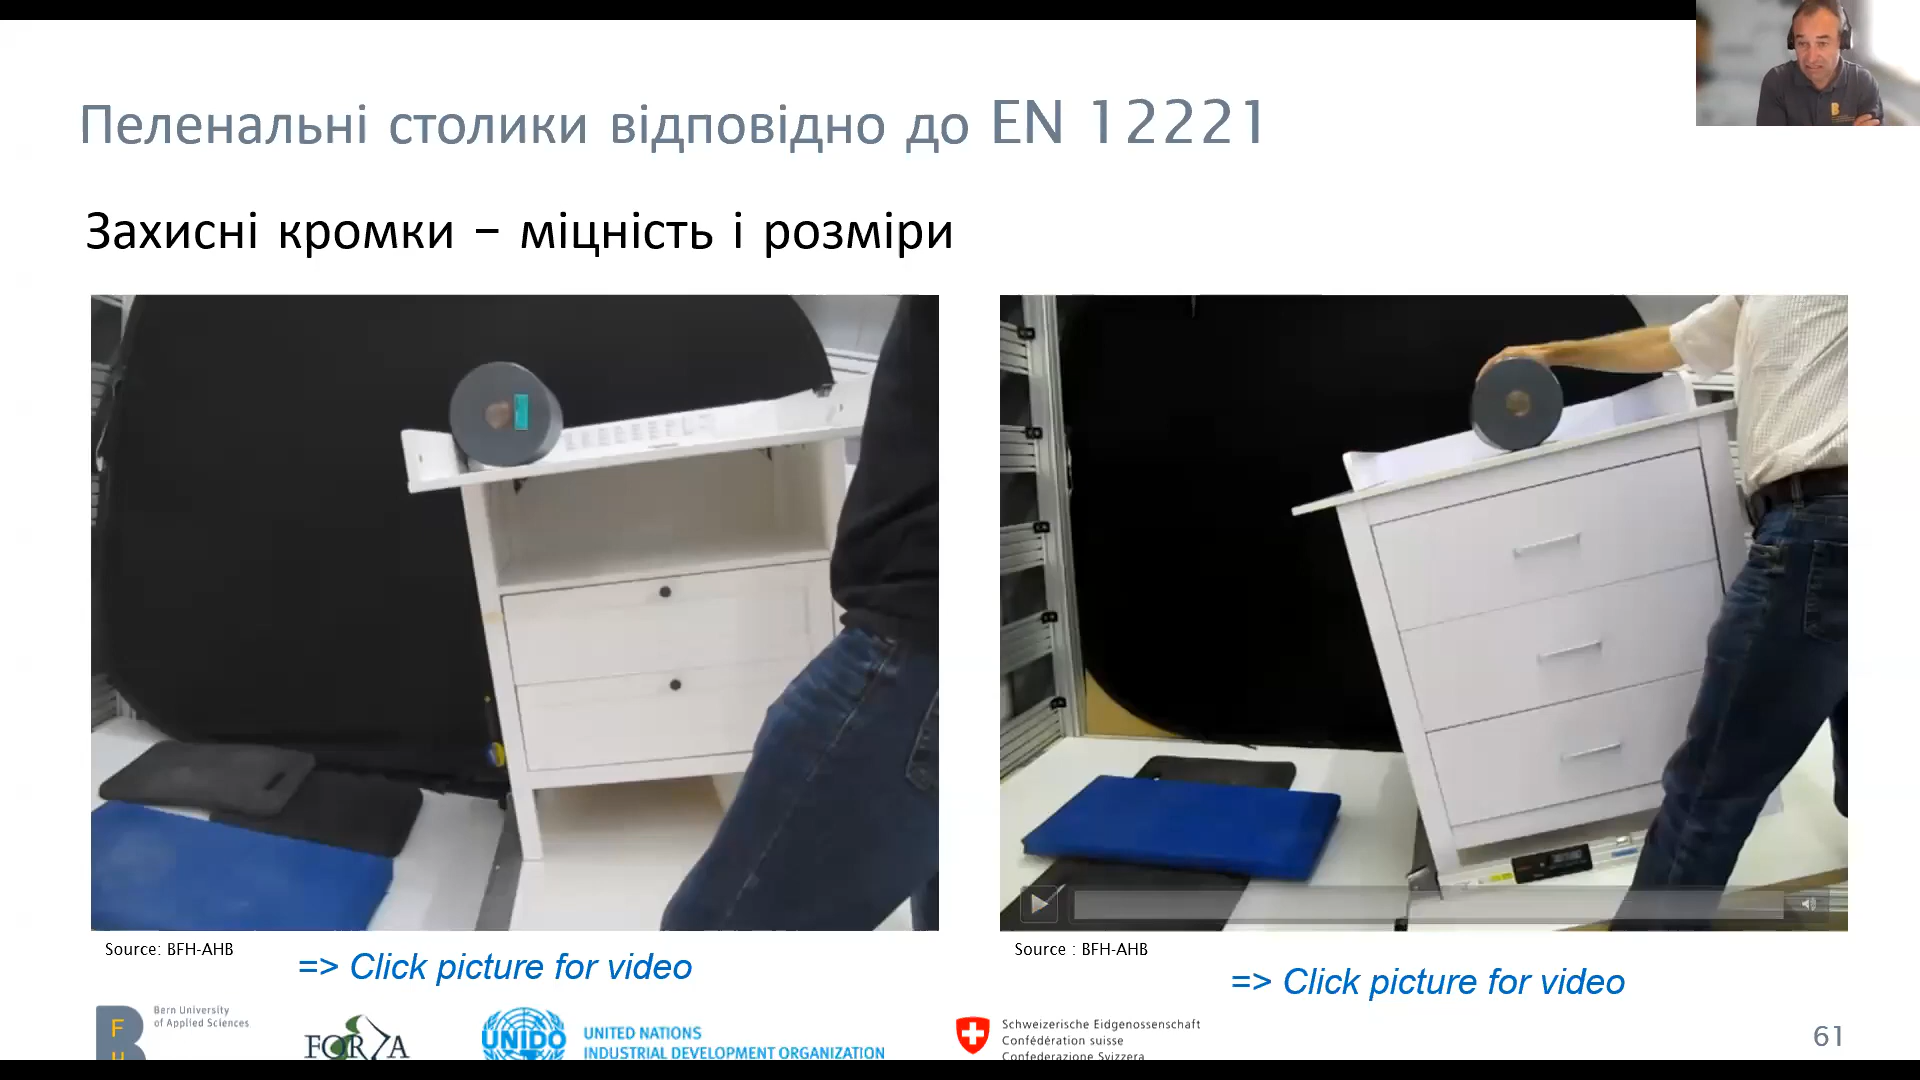 Пеленальні столики відповідно до EN 12221
Захисні кромки – міцність і розміри
Source: BFH-AHB
=> Click picture for video
Source : BFH-AHB
=> Click picture for video
Bern University
of Applied Sciences
B
F
H
FORZA
UNIDO
UNITED NATIONS
INDUSTRIAL DEVELOPMENT ORGANIZATION
Schweizerische Eidgenossenschaft
Confédération suisse
Confederazione Svizzera
61